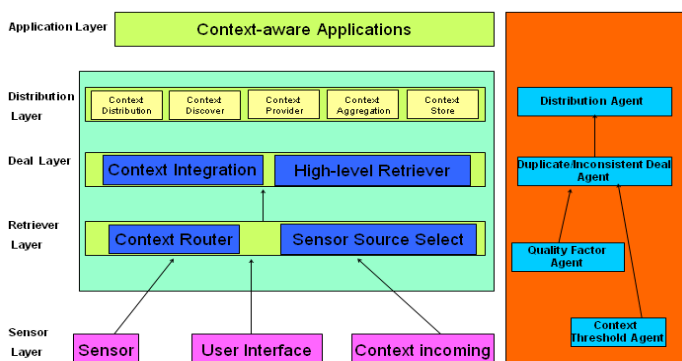 Application Layer
Context-aware Applications
Distribution
Layer
Context
Distribution
Context
Discover
Context
Provider
Context
Aggregation
Context
Store
Distribution Agent
Deal Layer
Context Integration
High-level Retriever
Duplicate/Inconsistent Deal
Agent
Retriever
Layer
Context Router
Sensor Source Select
Quality Factor
Agent
Sensor
Layer
Sensor
User Interface
Context incoming
Context
Threshold Agent